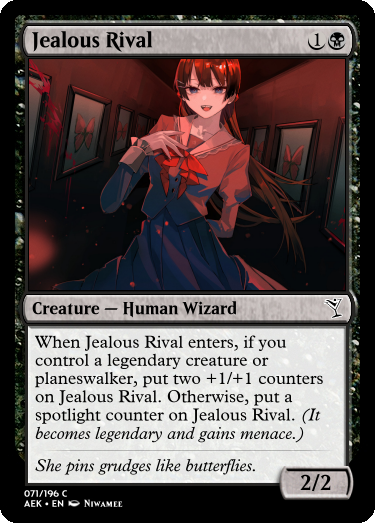 Jealous Rival 1
Creature — Human Wizard
When Jealous Rival enters, if you
control a legendary creature or
planeswalker, put two +1/+1 counters
on Jealous Rival. Otherwise, put a
spotlight counter on Jealous Rival. (It
becomes legendary and gains menace.)
She pins grudges like butterflies.
2/2
071/196 C
AEK • EN Niwamee